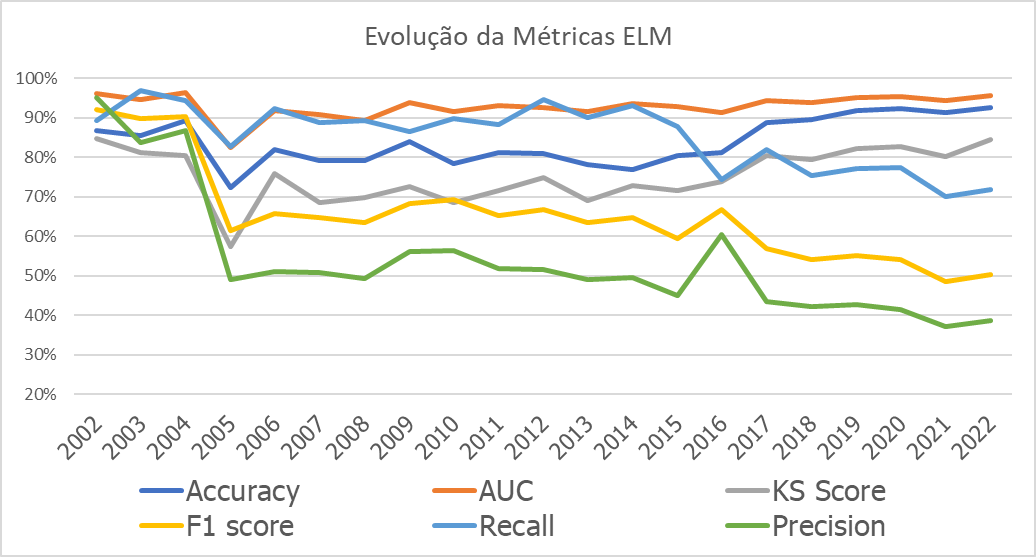 Evolução da Métricas ELM
100%
90%
80%
70%
60%
50%
40%
30%
20%
2002 2003 2004 2005 2006 2007 2008 2009 2010 2011 2012 2013 2014 2015 2016 2017 2018 2019 2020 2021 2022
Accuracy AUC KS Score
F1 score Recall Precision